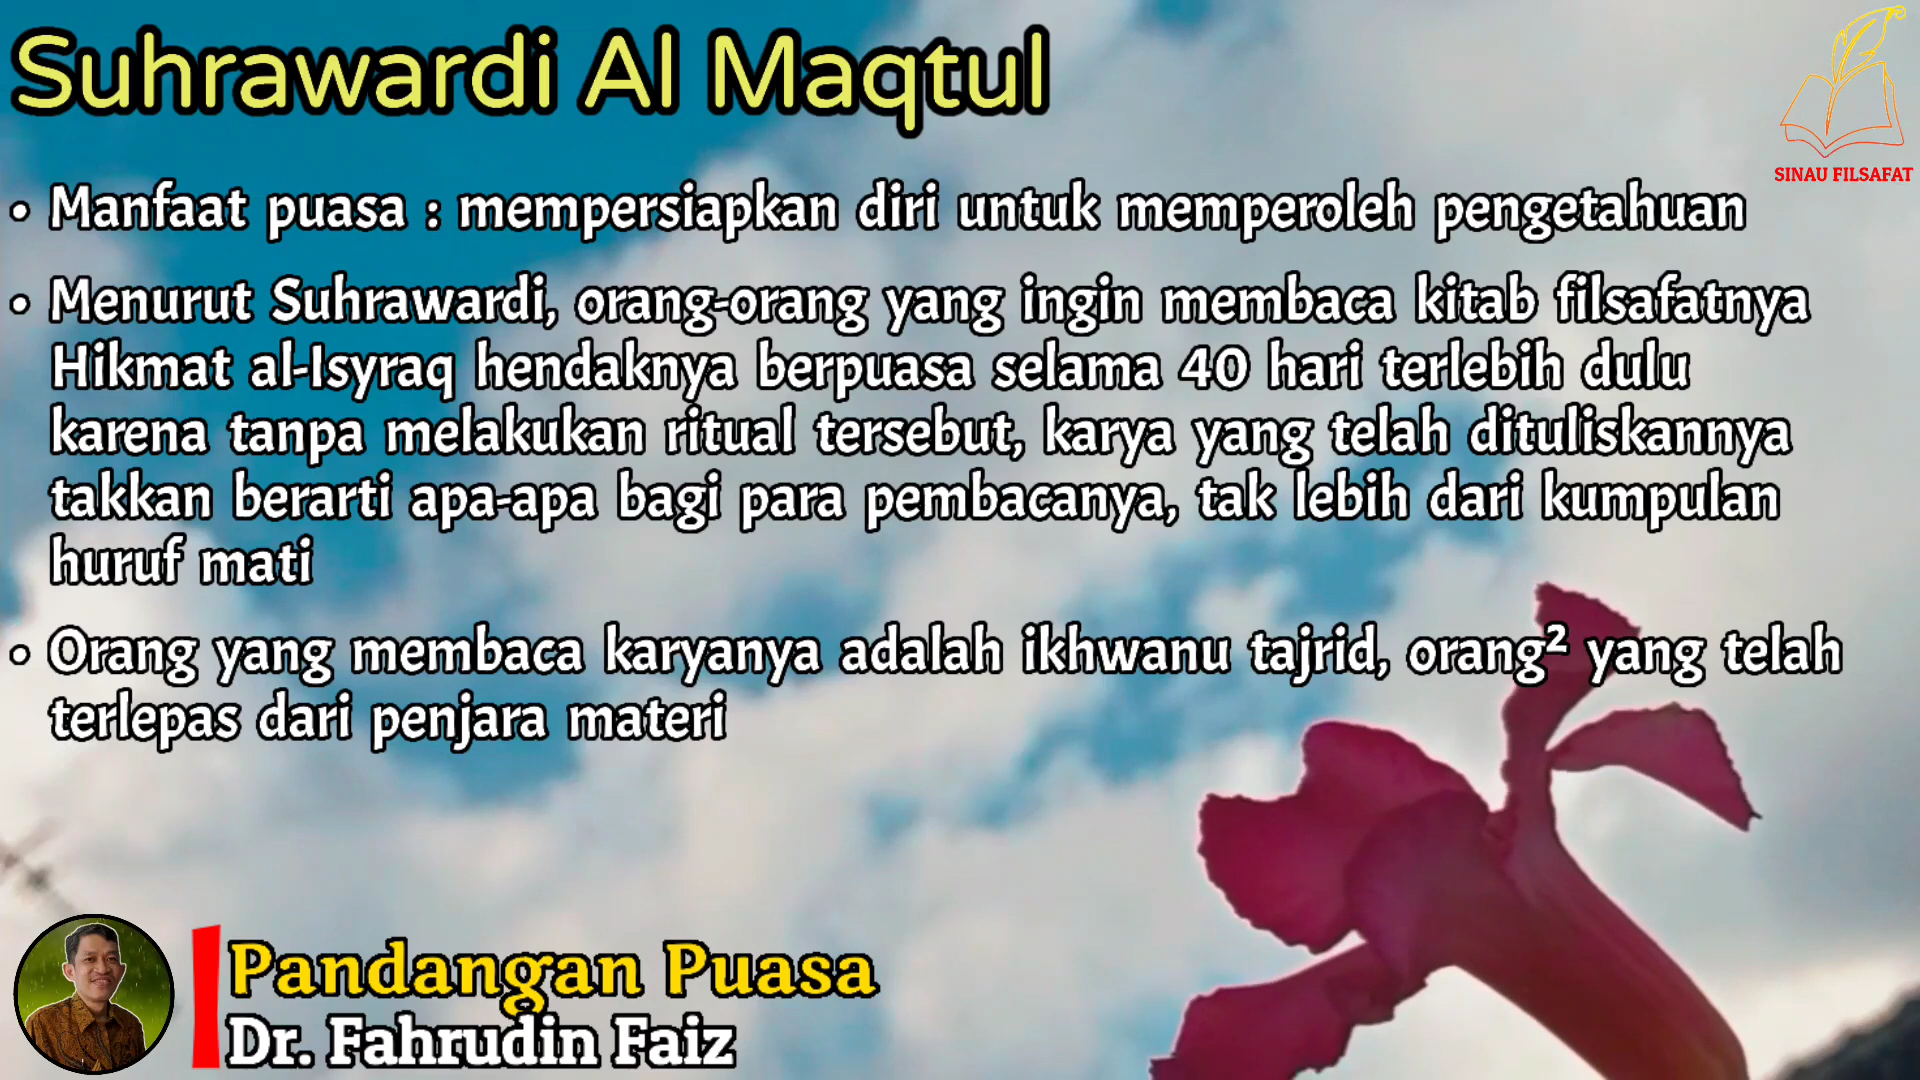 Suhrawardi Al Maqtul
SINAU FILSAFAT
• Manfaat puasa : mempersiapkan diri untuk memperoleh pengetahuan
• Menurut Suhrawardi, orang-orang yang ingin membaca kitab filsafatnya
Hikmat al-Isyraq hendaknya berpuasa selama 40 hari terlebih dulu
karena tanpa melakukan ritual tersebut, karya yang telah dituliskannya
takkan berarti apa-apa bagi para pembacanya, tak lebih dari kumpulan
huruf mati
• Orang yang membaca karyanya adalah ikhwanu tajrid, orang² yang telah
terlepas dari penjara materi
Pandangan Puasa
Dr. Fahrudin Faiz